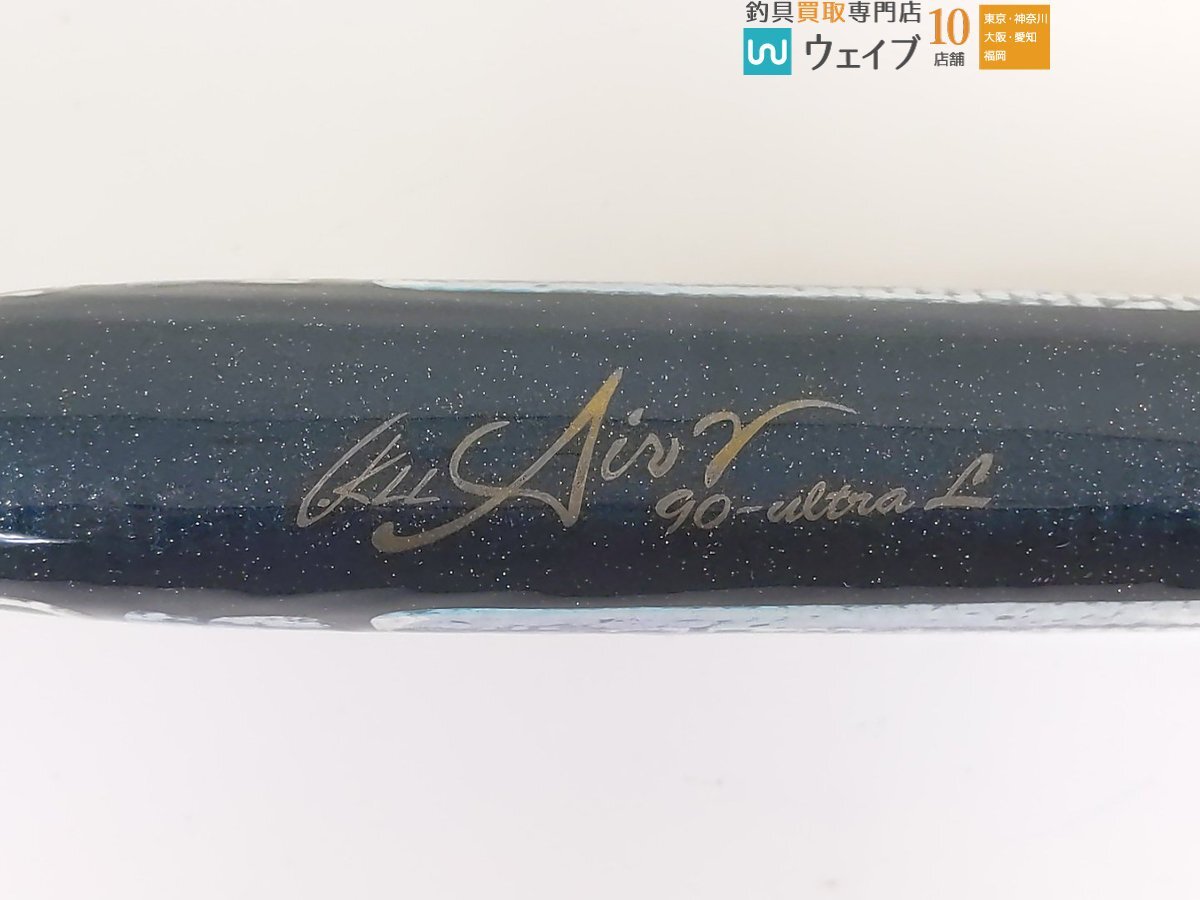 釣具買取専門店
ウェイブ
10
店舗
東京・神奈川
大阪・愛知
福岡
Air
90-ultra L